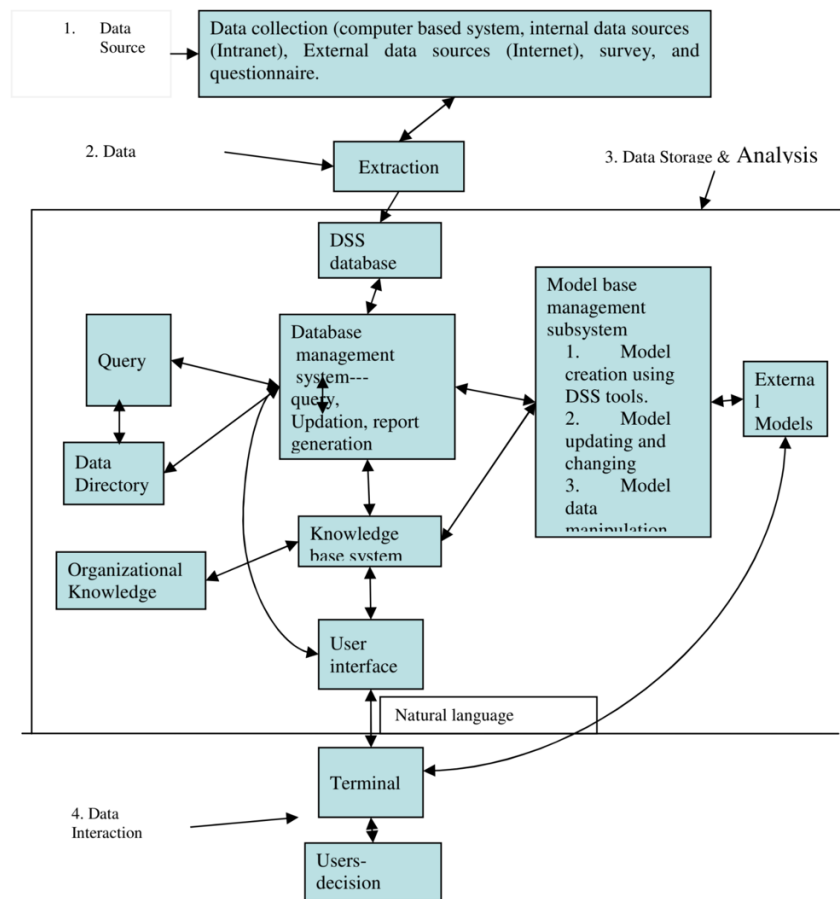 1. Data
Source
Data collection (computer based system, internal data sources
(Intranet), External data sources (Internet), survey, and
questionnaire.
2. Data
Extraction
3. Data Storage & Analysis
DSS
database
Query
Database
management
system---
query,
Updation, report
generation
Model base
management
subsystem
1. Model
creation using
DSS tools.
2. Model
updating and
changing
3. Model
data
manipulation
Externa
l
Models
Data
Directory
Knowledge
base system
Organizational
Knowledge
User
interface
Natural language
Terminal
4. Data
Interaction
Users-
decision